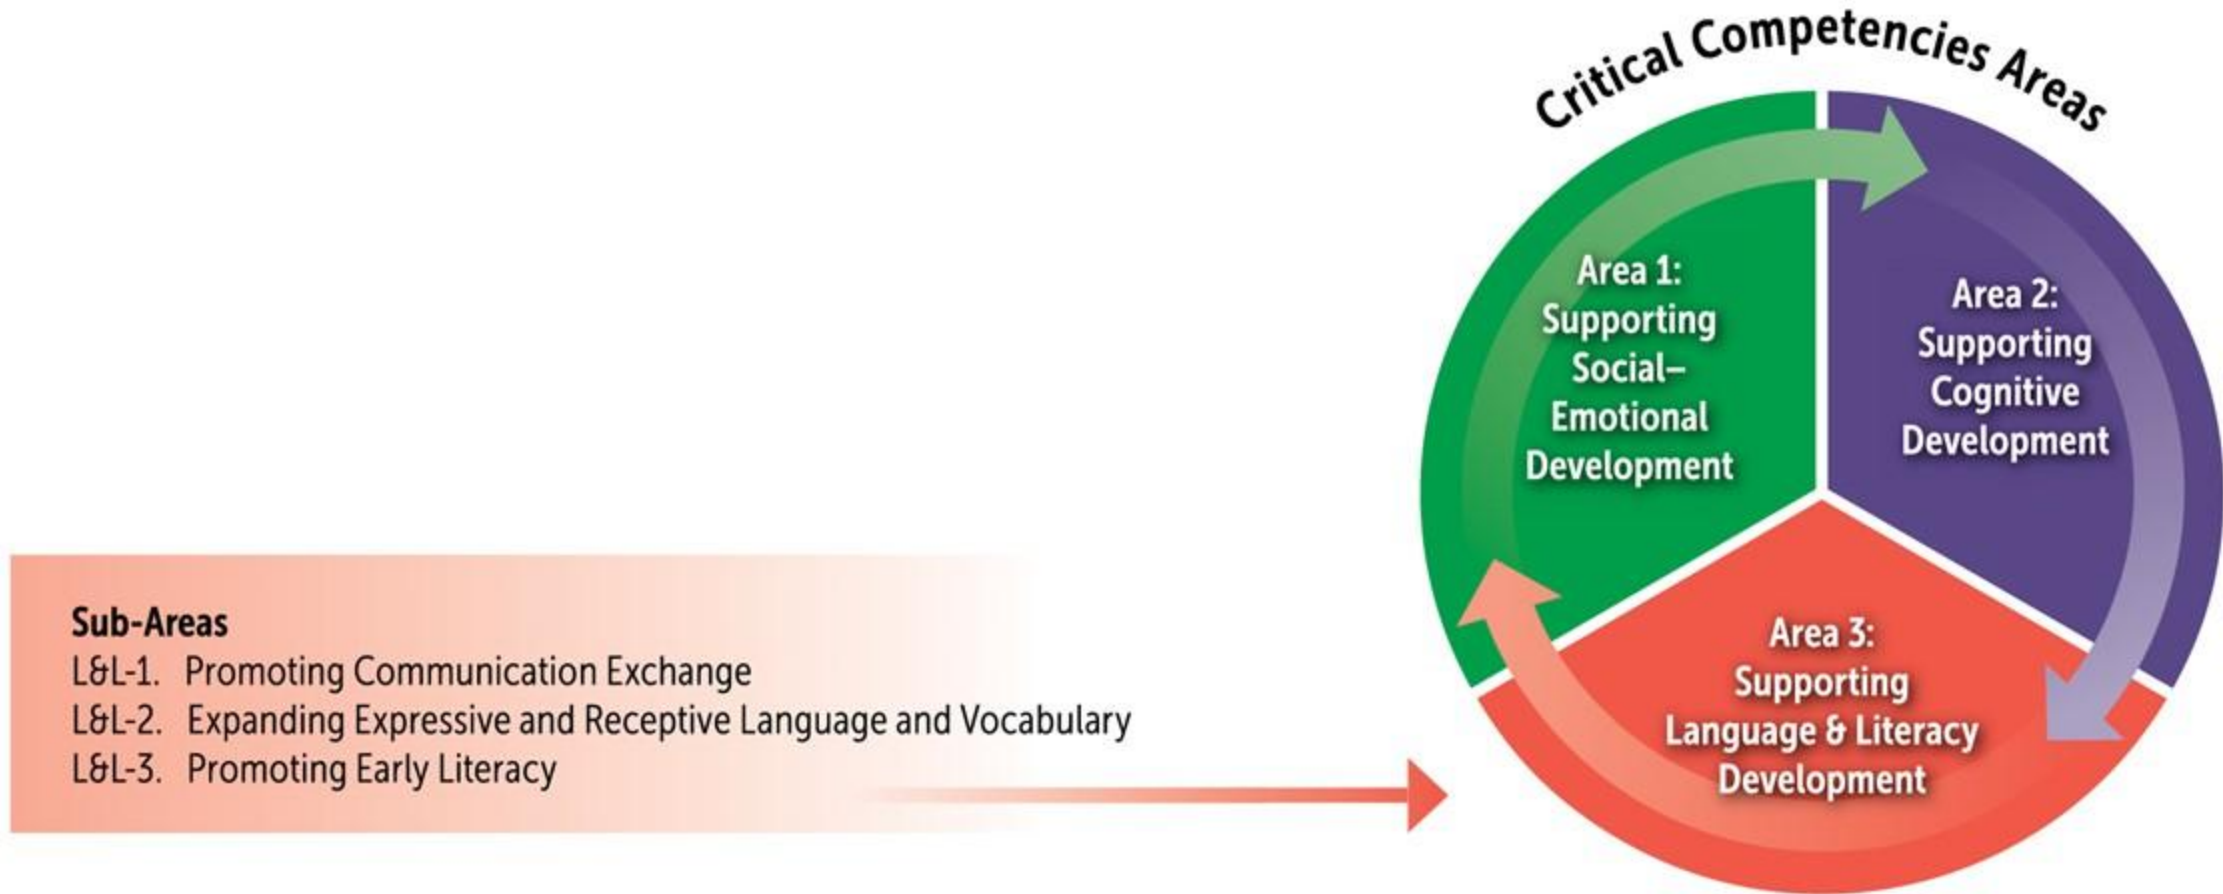 Critical Competencies Areas
Area 1:
Supporting
Social–
Emotional
Development
Area 2:
Supporting
Cognitive
Development
Area 3:
Supporting
Language & Literacy
Development
Sub-Areas
L&L-1. Promoting Communication Exchange
L&L-2. Expanding Expressive and Receptive Language and Vocabulary
L&L-3. Promoting Early Literacy